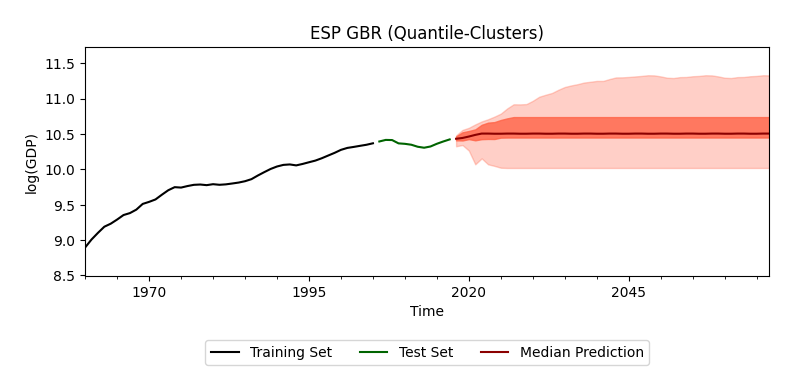 ESP GBR (Quantile-Clusters)
log(GDP)
11.5
11.0
10.5
10.0
9.5
9.0
8.5
1970 1995 2020 2045
Time
Training Set Test Set Median Prediction